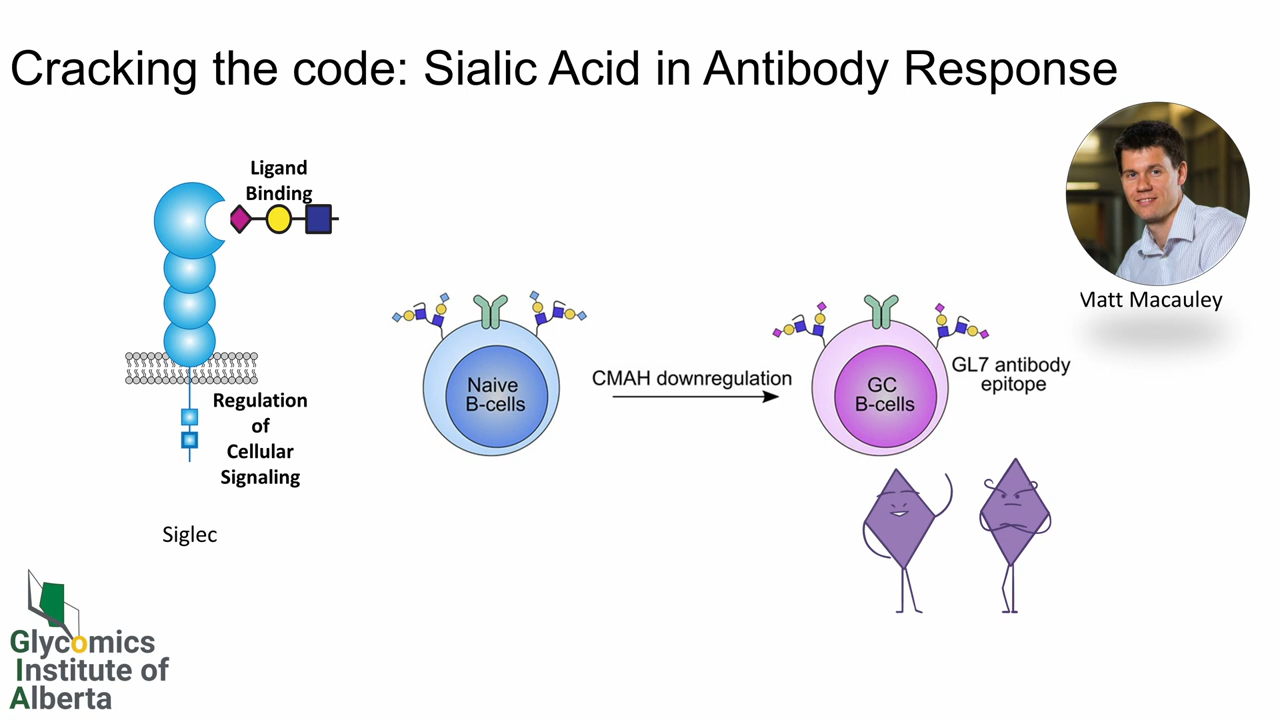 Cracking the code: Sialic Acid in Antibody Response
Ligand
Binding
Matt Macauley
Naive
B-cells
CMAH downregulation
GC
B-cells
GL7 antibody
epitope
Regulation
of
Cellular
Signaling
Siglec
Glycomics
Institute of
Alberta